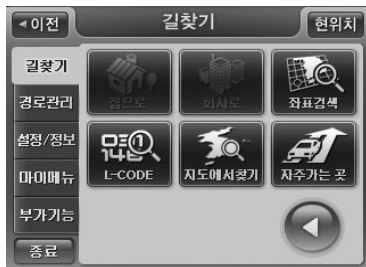 이전 길찾기 현위치
길찾기
경로관리
설정/정보
마이메뉴
부가기능
종료
집으로 회사로 좌표검색
L-CODE 지도에서찾기 자주가는 곳